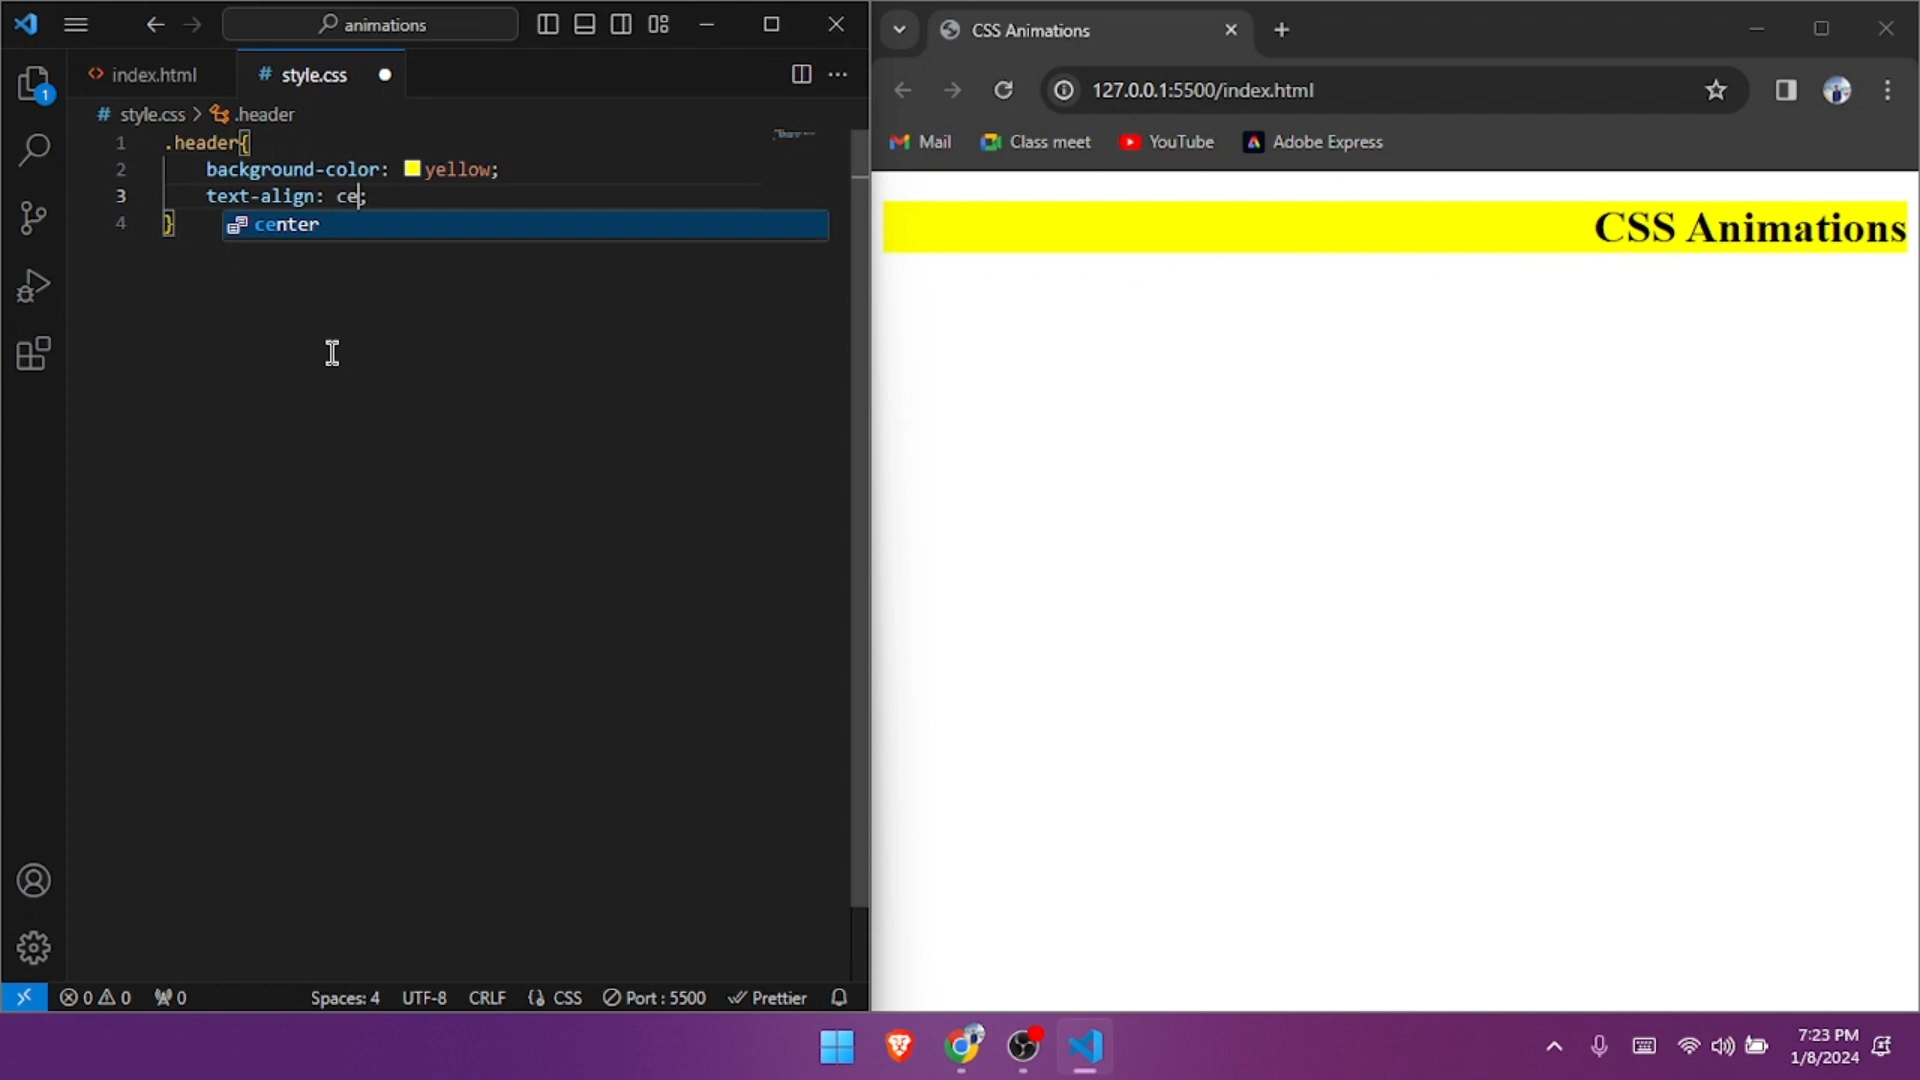 animations
index.html
style.css
style.css > .header
1 .header{
2 background-color: yellow;
3 text-align: ce;
4 }
center
1
0 0 0
Spaces: 4 UTF-8 CRLF CSS Port : 5500 Prettier
CSS Animations
127.0.0.1:5500/index.html
Mail Class meet YouTube Adobe Express
CSS Animations
7:23 PM
1/8/2024